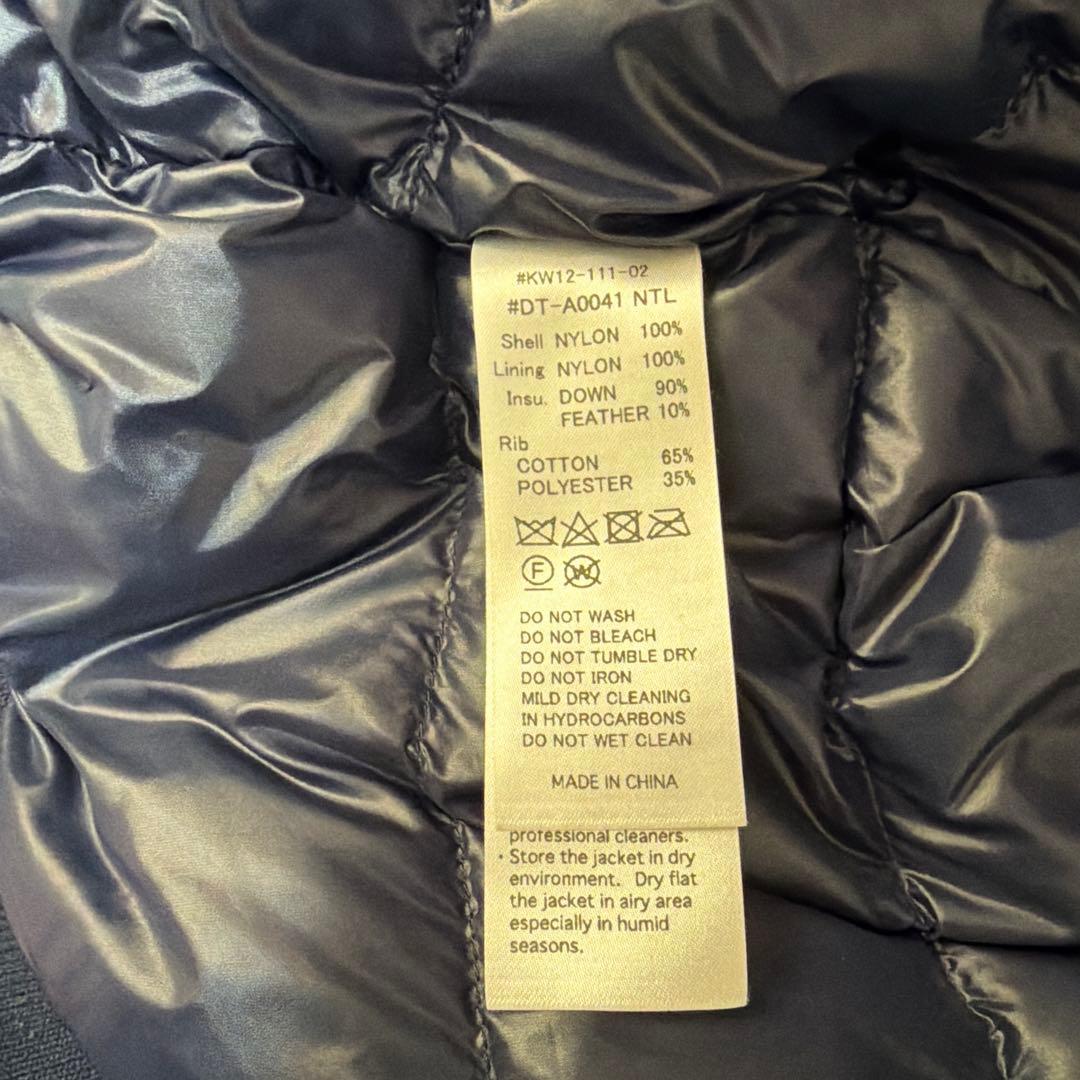 #KW12-111-02
#DT-A0041 NTL
Shell NYLON 100%
Lining NYLON 100%
Insu. DOWN 90%
FEATHER 10%
Rib
COTTON 65%
POLYESTER 35%
F W
DO NOT WASH
DO NOT BLEACH
DO NOT TUMBLE DRY
DO NOT IRON
MILD DRY CLEANING
IN HYDROCARBONS
DO NOT WET CLEAN
MADE IN CHINA
professional cleaners.
・Store the jacket in dry
environment. Dry flat
the jacket in airy area
especially in humid
seasons.